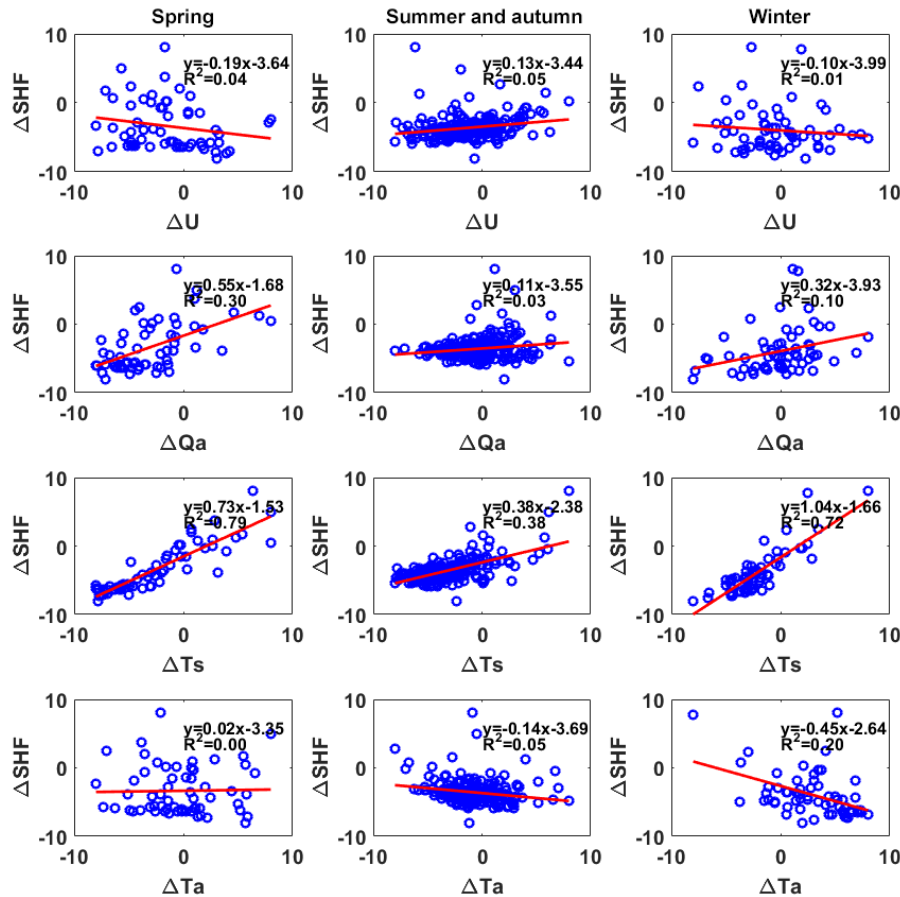 Spring Summer and autumn Winter
10 10 10
y=-0.19x-3.64 y=0.13x-3.44 y=-0.10x-3.99
R²=0.04 R²=0.05 R²=0.01
ΔSHF ΔSHF ΔSHF
0 0 0
-10 -10 -10
-10 0 10 -10 0 10 -10 0 10
ΔU ΔU ΔU
10 10 10
y=0.55x-1.68 y=0.11x-3.55 y=0.32x-3.93
R²=0.30 R²=0.03 R²=0.10
ΔSHF ΔSHF ΔSHF
0 0 0
-10 -10 -10
-10 0 10 -10 0 10 -10 0 10
ΔQa ΔQa ΔQa
10 10 10
y=0.73x-1.53 y=0.38x-2.38 y=1.04x-1.66
R²=0.79 R²=0.38 R²=0.72
ΔSHF ΔSHF ΔSHF
0 0 0
-10 -10 -10
-10 0 10 -10 0 10 -10 0 10
ΔTs ΔTs ΔTs
10 10 10
y=0.02x-3.35 y=-0.14x-3.69 y=-0.45x-2.64
R²=0.00 R²=0.05 R²=0.20
ΔSHF ΔSHF ΔSHF
0 0 0
-10 -10 -10
-10 0 10 -10 0 10 -10 0 10
ΔTa ΔTa ΔTa